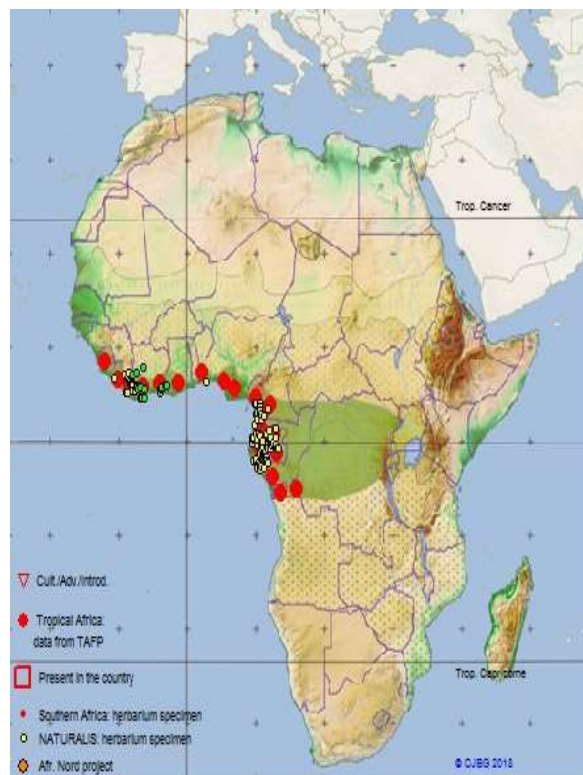 Trop. Cancer
Cult./Adv./Introd.
Tropical Africa:
data from TAFP
Present in the country
Trop. Capricorne
Southern Africa: herbarium specimen
NATURALIS: herbarium specimen
Afr. Nord project
© CJBG 2018